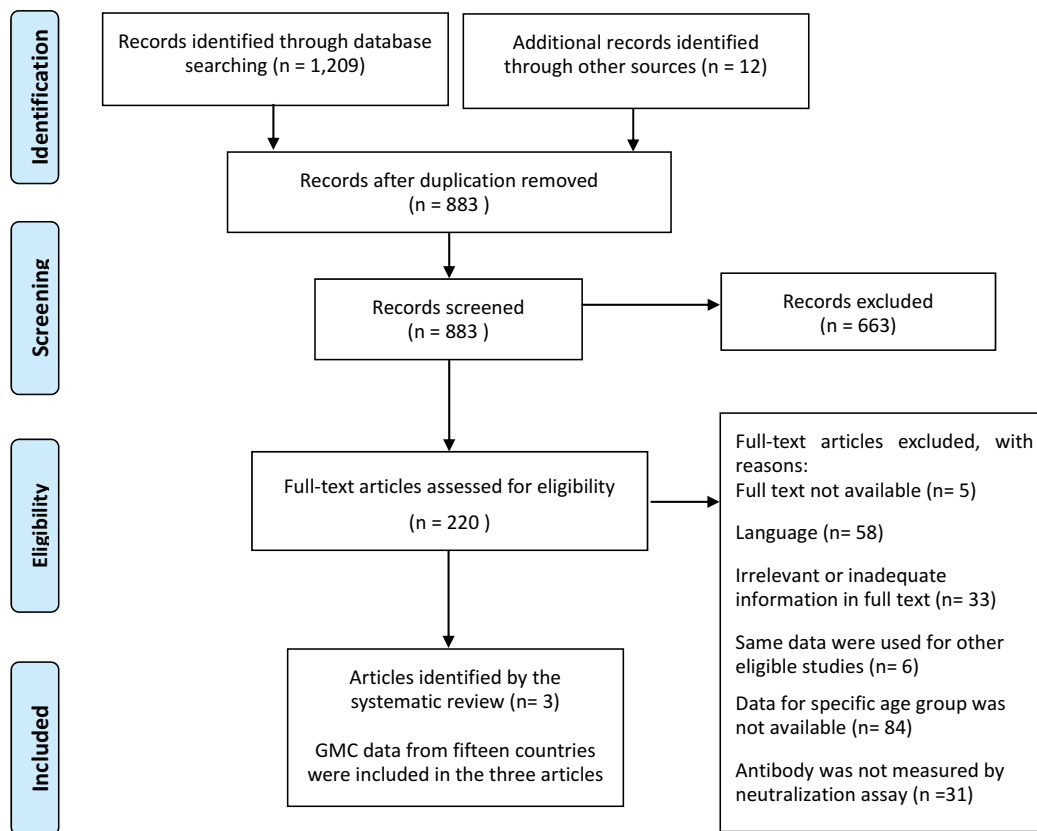 Identification
Records identified through database
searching (n = 1,209)
Additional records identified
through other sources (n = 12)
Records after duplication removed
(n = 883 )
Screening
Records screened
(n = 883 )
Records excluded
(n = 663)
Eligibility
Full-text articles assessed for eligibility
(n = 220 )
Full-text articles excluded, with
reasons:
Full text not available (n= 5)
Language (n= 58)
Irrelevant or inadequate
information in full text (n= 33)
Same data were used for other
eligible studies (n= 6)
Data for specific age group was
not available (n= 84)
Antibody was not measured by
neutralization assay (n =31)
Included
Articles identified by the
systematic review (n= 3)
GMC data from fifteen countries
were included in the three articles